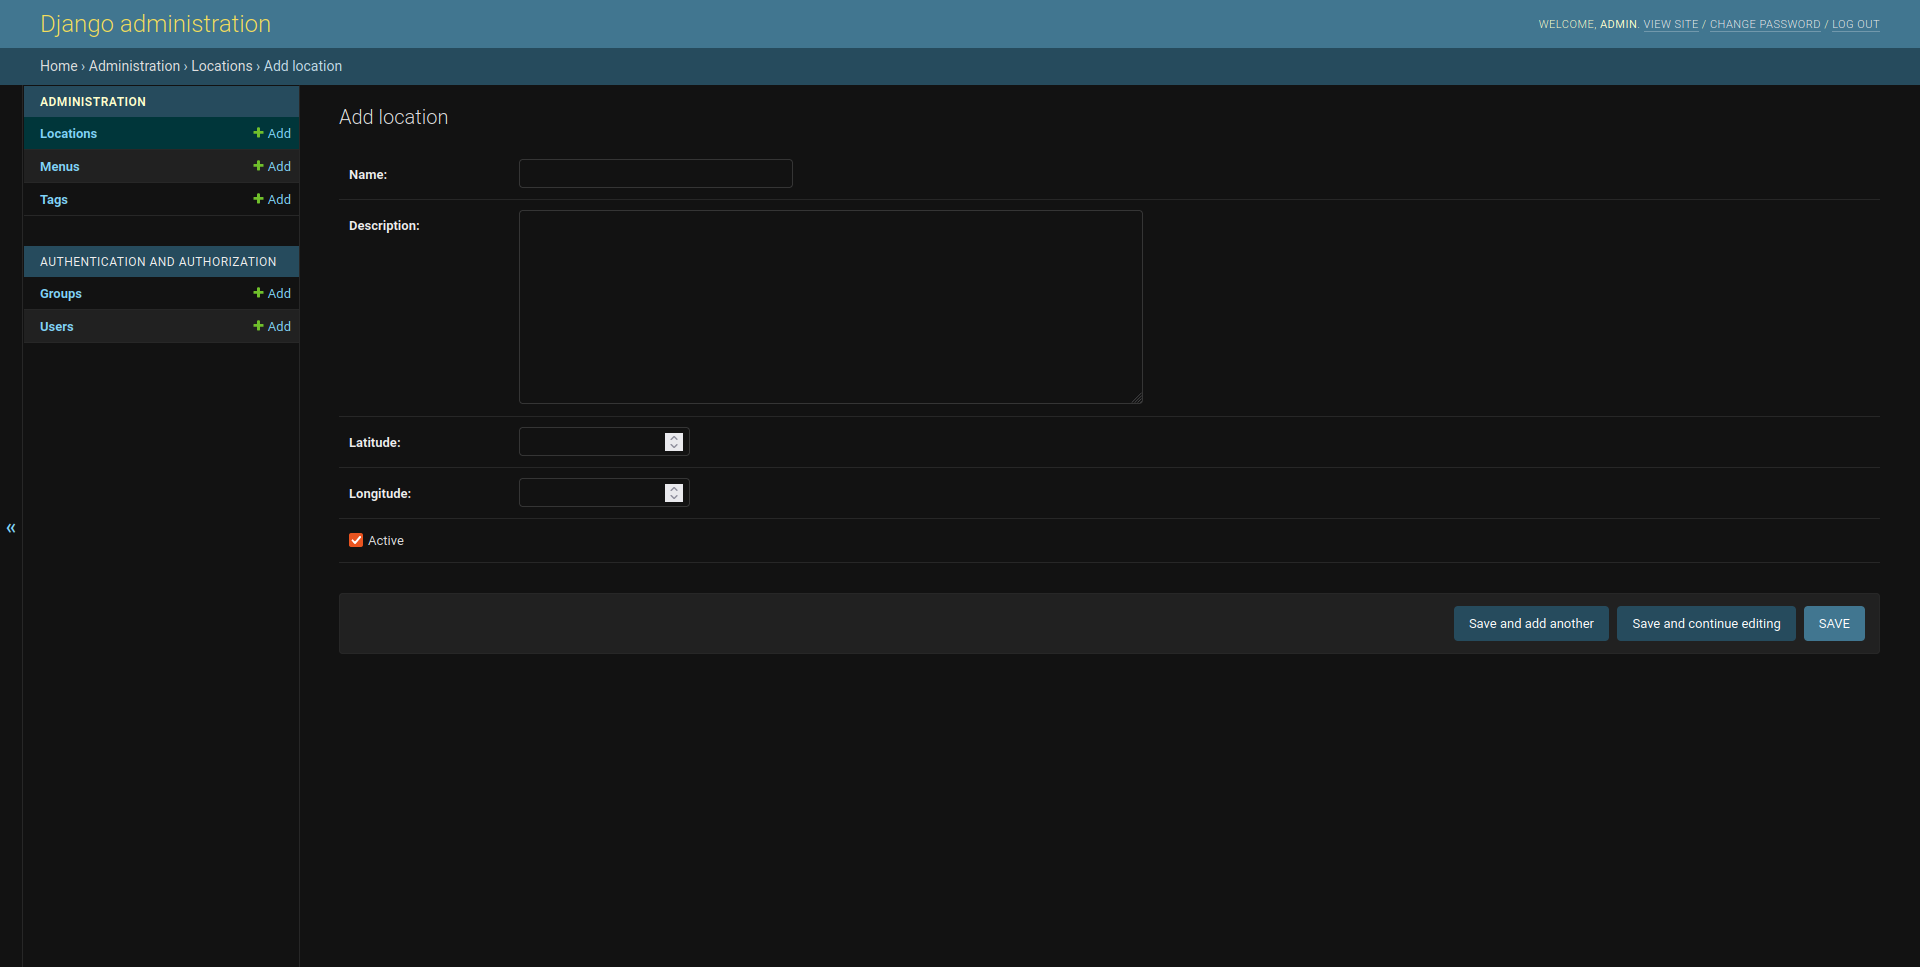 Django administration
WELCOME, ADMIN. VIEW SITE / CHANGE PASSWORD / LOG OUT
Home › Administration › Locations › Add location
ADMINISTRATION
Locations + Add
Menus + Add
Tags + Add
AUTHENTICATION AND AUTHORIZATION
Groups + Add
Users + Add
«
Add location
Name:
Description:
Latitude:
Longitude:
Active
Save and add another Save and continue editing SAVE